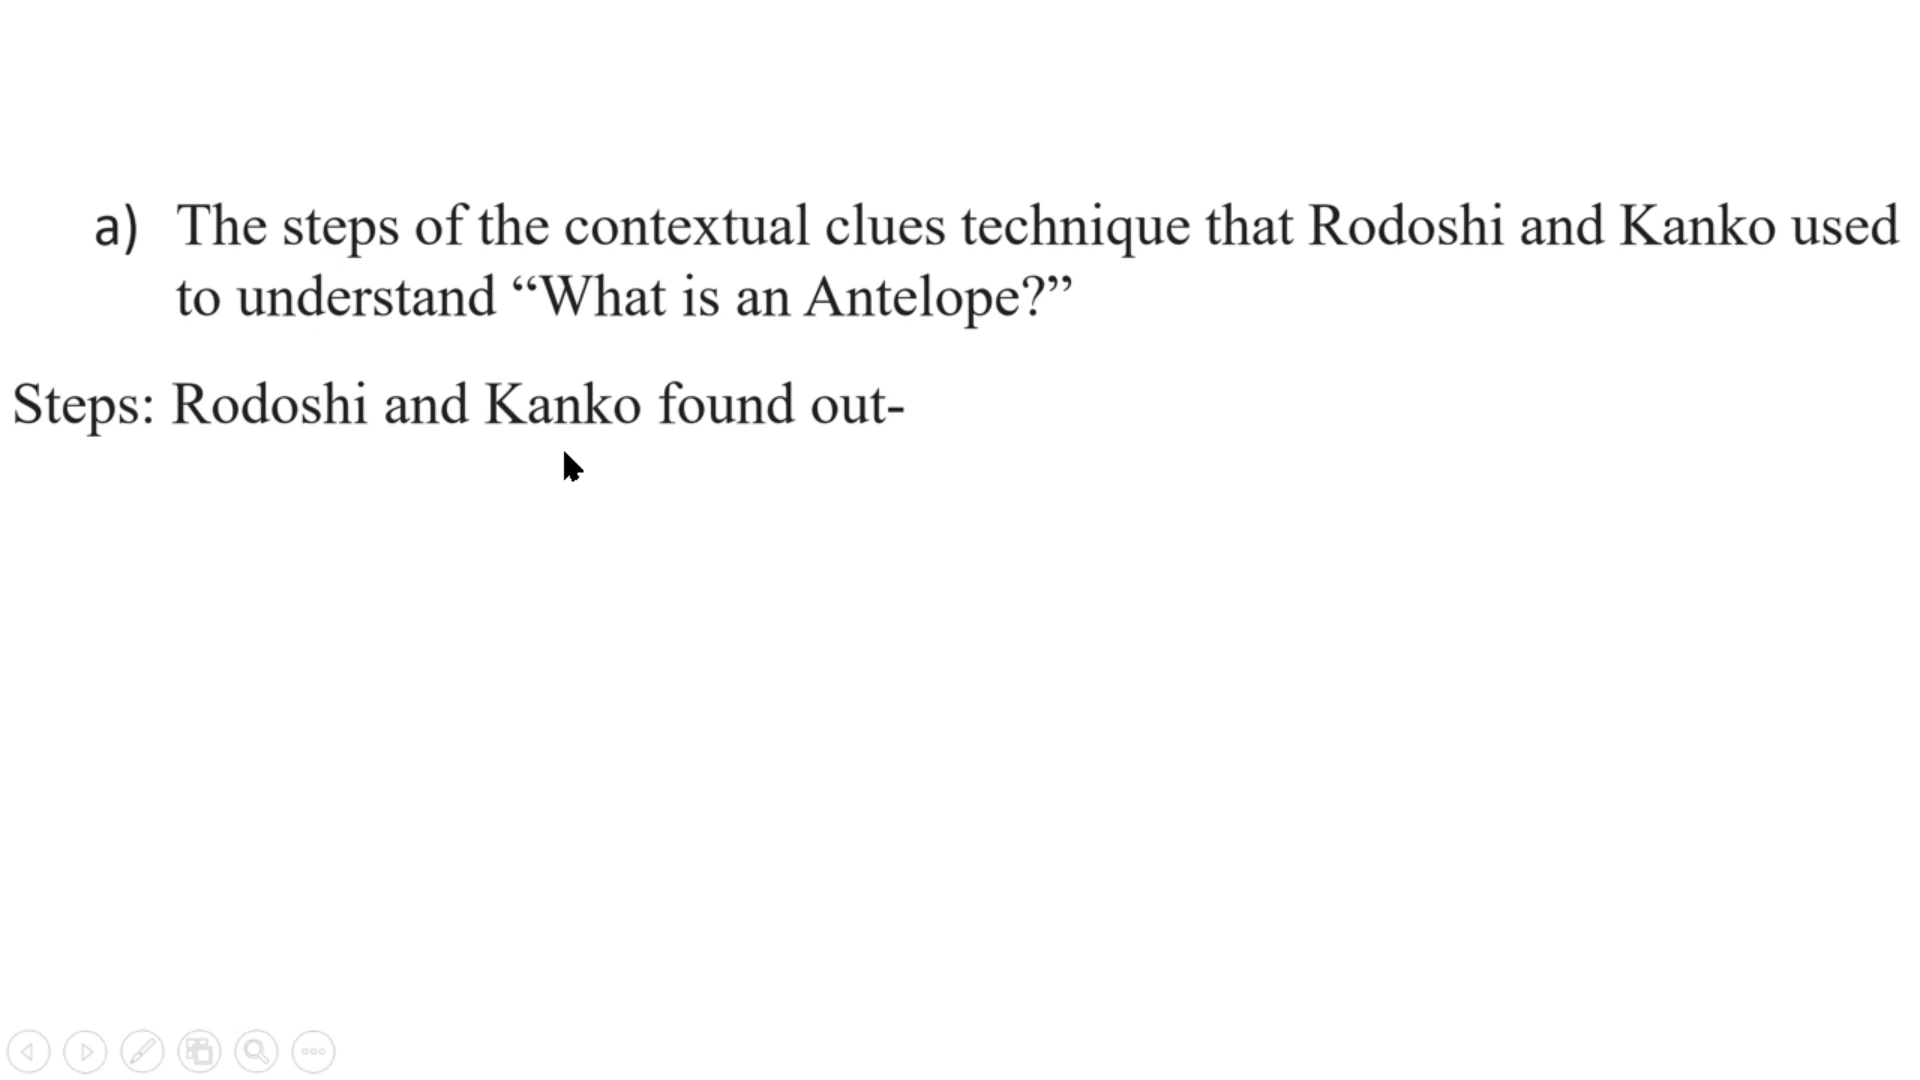 a) The steps of the contextual clues technique that Rodoshi and Kanko used
to understand “What is an Antelope?”
Steps: Rodoshi and Kanko found out-